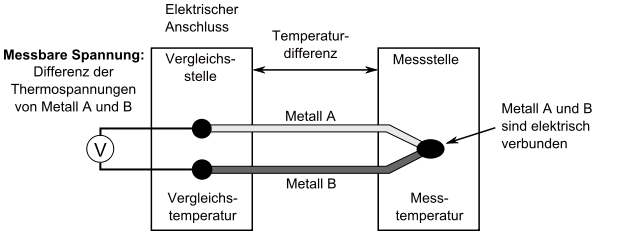 Elektrischer
Anschluss
Messbare Spannung:
Differenz der
Thermospannungen
von Metall A und B
Vergleichs-
stelle
Temperatur-
differenz
Messstelle
Metall A
Metall A und B
sind elektrisch
verbunden
V
Metall B
Vergleichs-
temperatur
Mess-
temperatur